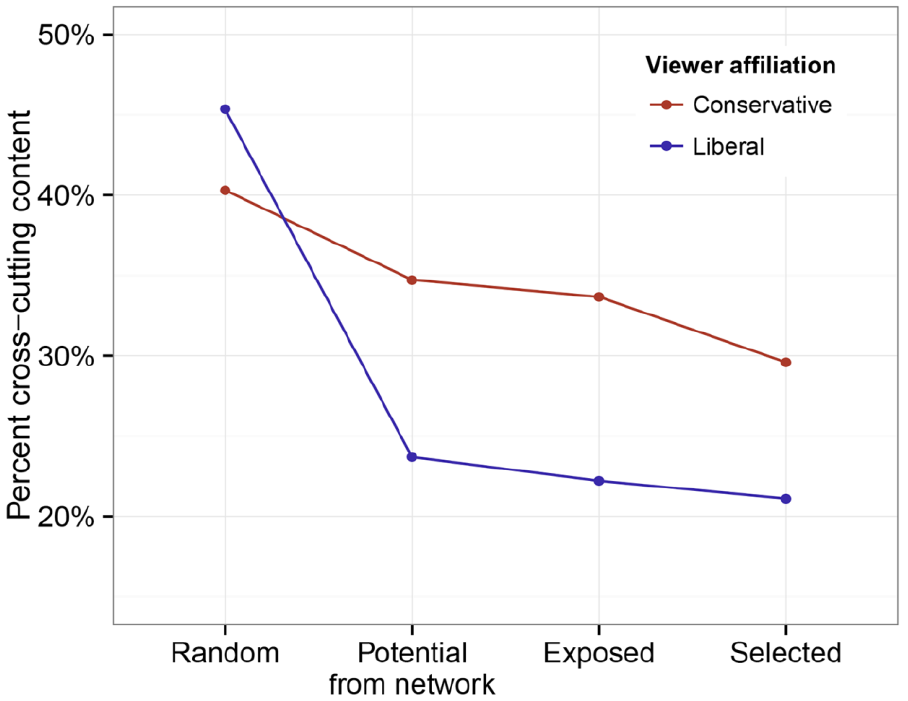 50%
40%
30%
20%
Percent cross-cutting content
Viewer affiliation
Conservative
Liberal
Random
Potential
from network
Exposed
Selected